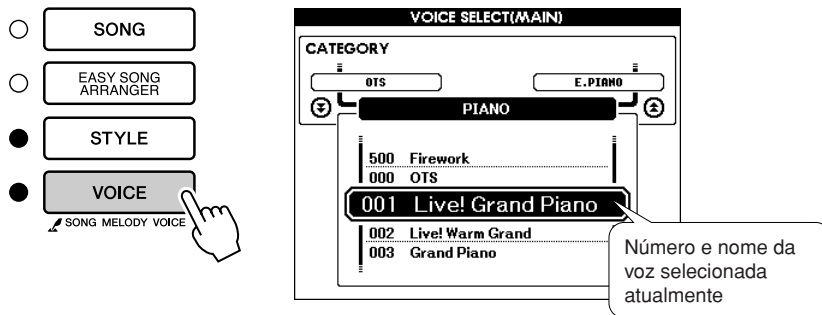 SONG
EASY SONG
ARRANGER
STYLE
VOICE
SONG MELODY VOICE
VOICE SELECT(MAIN)
CATEGORY
OTS
E.PIANO
PIANO
500 Firework
000 OTS
001 Live! Grand Piano
002 Live! Warm Grand
003 Grand Piano
Número e nome da
voz selecionada
atualmente